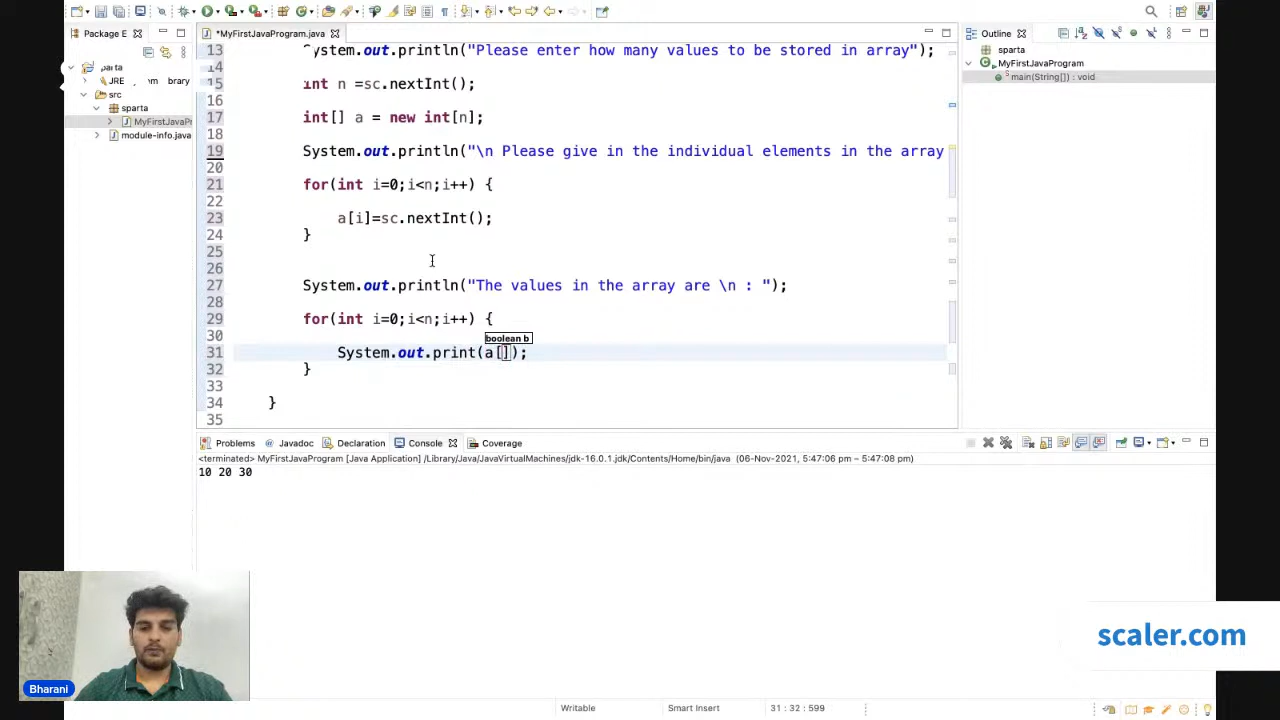 Package E
*MyFirstJavaProgram.java
Outline
parta
JRE
brary
src
sparta
MyFirstJavaPr
module-info.java
13 System.out.println("Please enter how many values to be stored in array");
14
15 int n =sc.nextInt();
16
17 int[] a = new int[n];
18
19 System.out.println("\n Please give in the individual elements in the array
20
21 for(int i=0;i<n;i++) {
22
23 a[i]=sc.nextInt();
24 }
25
26
27 System.out.println("The values in the array are \n : ");
28
29 for(int i=0;i<n;i++) {
30
boolean b
31 System.out.print(a[]);
32 }
33
34 }
35
sparta
MyFirstJavaProgram
main(String[]) : void
Problems Javadoc Declaration Console Coverage
<terminated> MyFirstJavaProgram [Java Application] /Library/Java/JavaVirtualMachines/jdk-16.0.1.jdk/Contents/Home/bin/java (06-Nov-2021, 5:47:06 pm – 5:47:08 pm)
10 20 30
scaler.com
Bharani
Writable Smart Insert 31 : 32 : 599